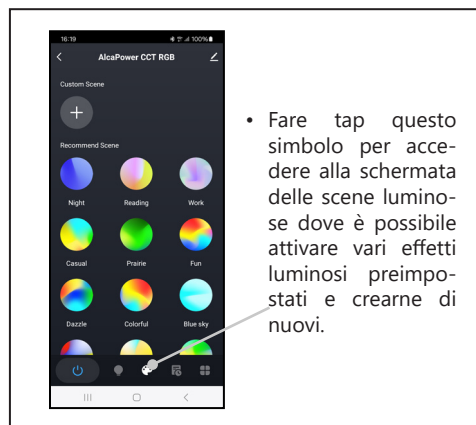 16:19
100%
AlcaPower CCT RGB
Custom Scene
Recommend Scene
Night Reading Work
Casual Prairie Fun
Dazzle Colorful Blue sky
• Fare tap questo
simbolo per acce-
dere alla schermata
delle scene lumino-
se dove è possibile
attivare vari effetti
luminosi preimpo-
stati e crearne di
nuovi.